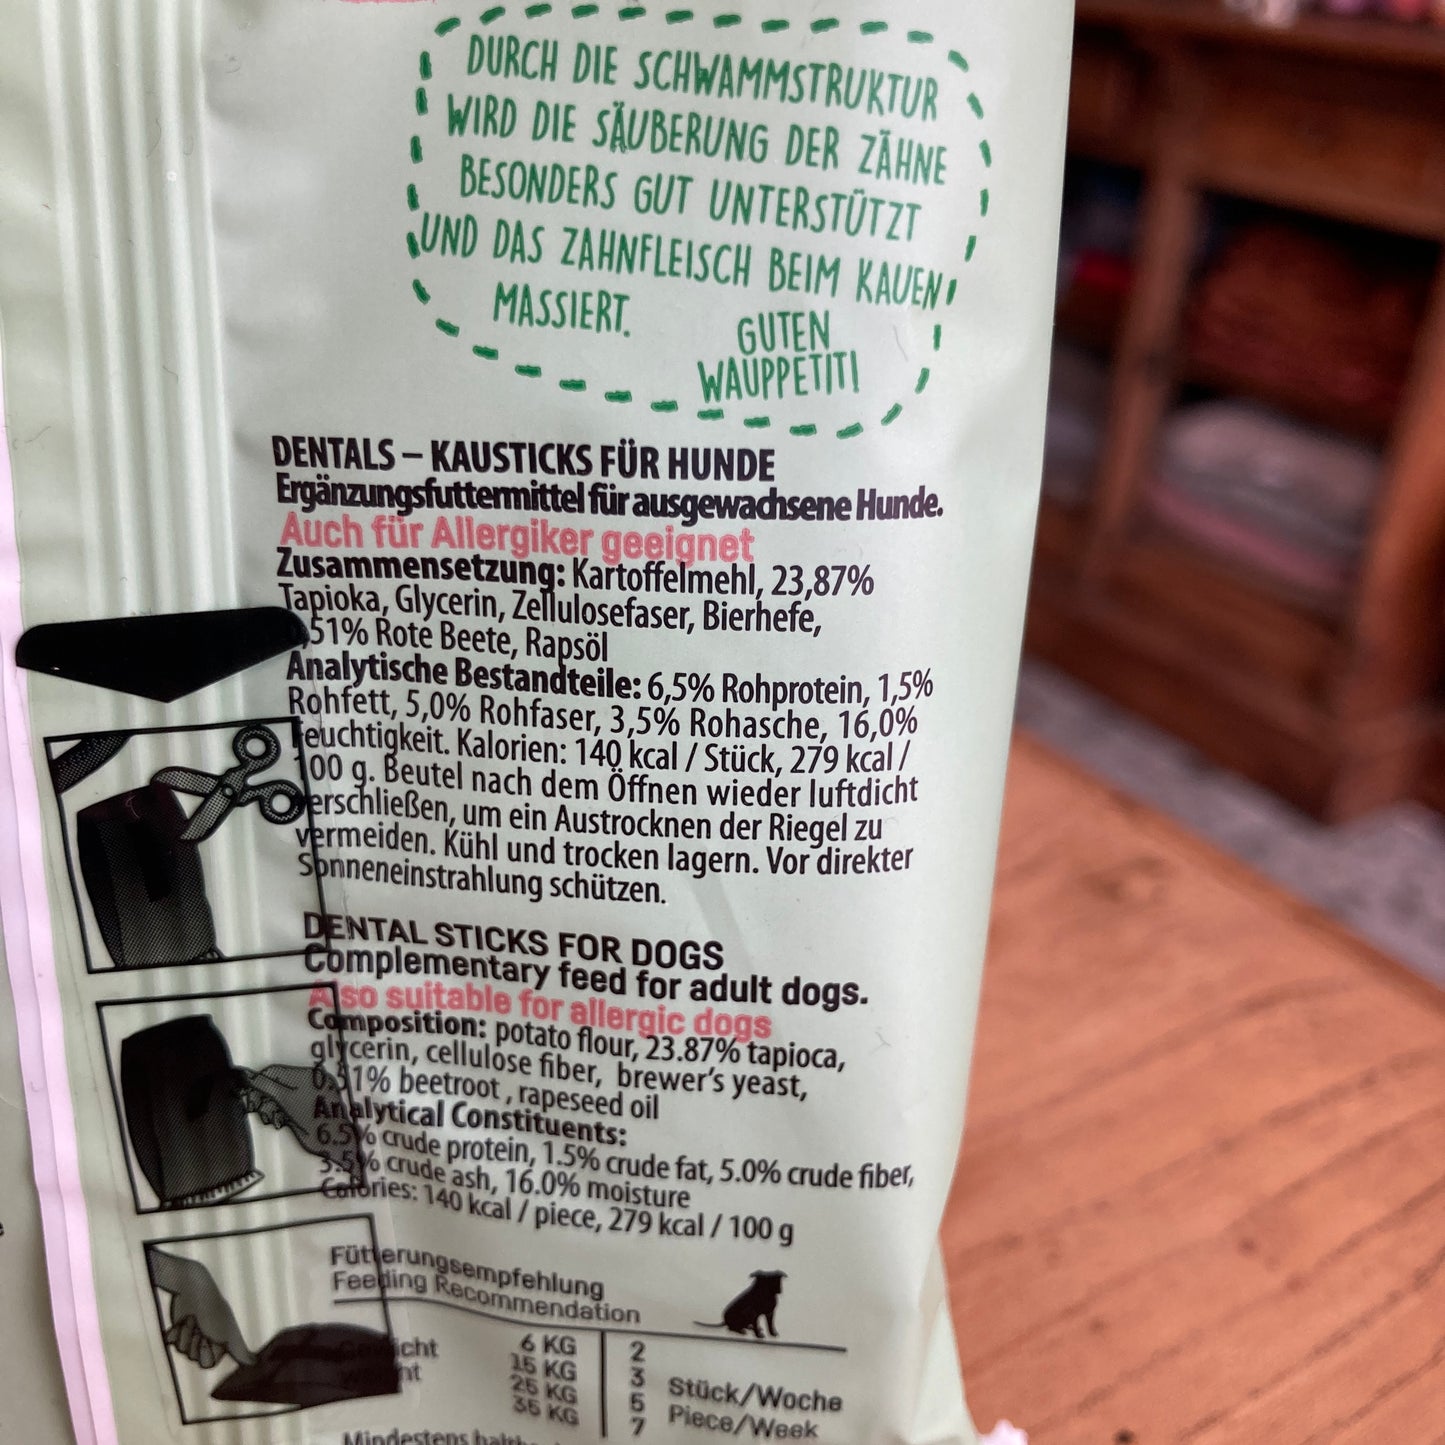 DURCH DIE SCHWAMMSTRUKTUR
WIRD DIE SÄUBERUNG DER ZÄHNE
BESONDERS GUT UNTERSTÜTZT
UND DAS ZAHNFLEISCH BEIM KAUEN
MASSIERT.
GUTEN
WAUPPETIT!
DENTALS – KAUSTICKS FÜR HUNDE
Ergänzungsfuttermittel für ausgewachsene Hunde.
Auch für Allergiker geeignet
Zusammensetzung: Kartoffelmehl, 23,87%
Tapioka, Glycerin, Zellulosefaser, Bierhefe,
,51% Rote Beete, Rapsöl
Analytische Bestandteile: 6,5% Rohprotein, 1,5%
Rohfett, 5,0% Rohfaser, 3,5% Rohasche, 16,0%
Feuchtigkeit. Kalorien: 140 kcal / Stück, 279 kcal /
100 g. Beutel nach dem Öffnen wieder luftdicht
verschließen, um ein Austrocknen der Riegel zu
vermeiden. Kühl und trocken lagern. Vor direkter
Sonneneinstrahlung schützen.
DENTAL STICKS FOR DOGS
Complementary feed for adult dogs.
Also suitable for allergic dogs
Composition: potato flour, 23.87% tapioca,
glycerin, cellulose fiber, brewer's yeast,
0.51% beetroot , rapeseed oil
Analytical Constituents:
6.5% crude protein, 1.5% crude fat, 5.0% crude fiber,
3.5% crude ash, 16.0% moisture
Calories: 140 kcal / piece, 279 kcal / 100 g
Fütterungsempfehlung
Feeding Recommendation
Gewicht
Weight
6 KG 2
15 KG 3
25 KG 5
35 KG 7
Stück/Woche
Piece/Week
Mindestens